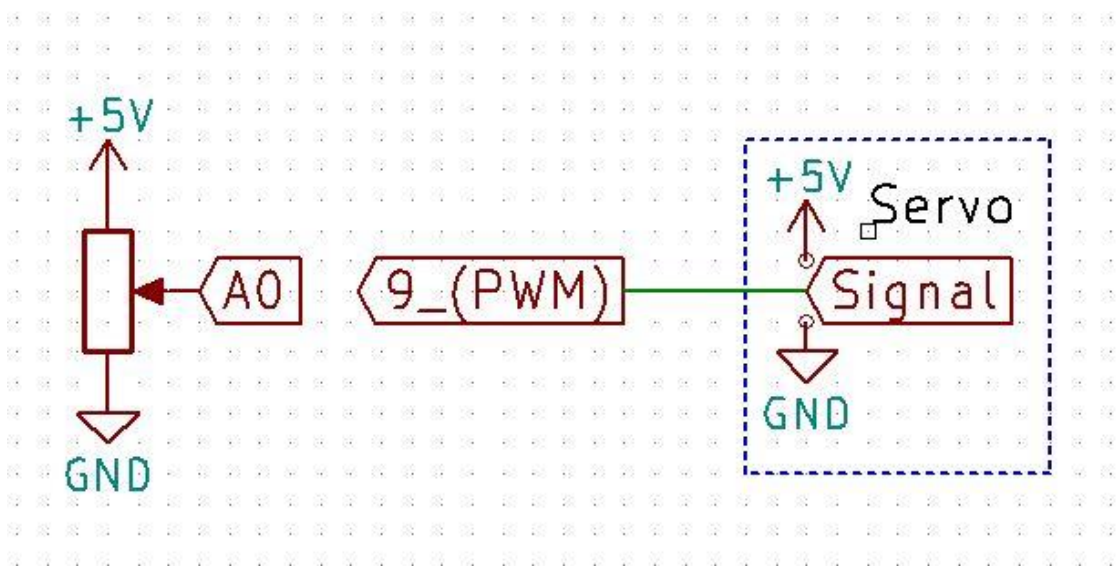 +5V
A0
GND
9_(PWM)
+5V
Servo
Signal
GND